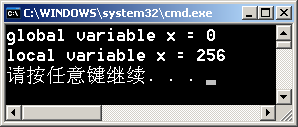 C:\WINDOWS\system32\cmd.exe
global variable x = 0
local variable x = 256
请按任意键继续. . .